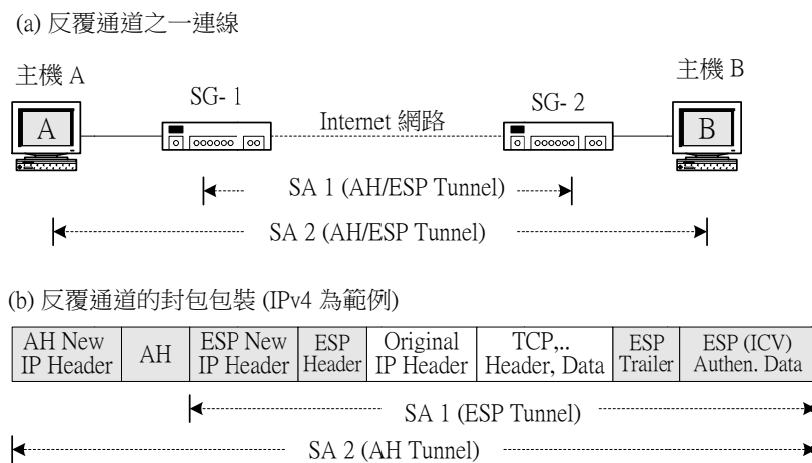 (a) 反覆通道之一連線
主機 A
主機 B
SG- 1
SG- 2
A
Internet 網路
B
SA 1 (AH/ESP Tunnel)
SA 2 (AH/ESP Tunnel)
(b) 反覆通道的封包包裝 (IPv4 為範例)
AH New IP Header
AH
ESP New IP Header
ESP Header
Original IP Header
TCP,.. Header, Data
ESP Trailer
ESP (ICV) Authen. Data
SA 1 (ESP Tunnel)
SA 2 (AH Tunnel)